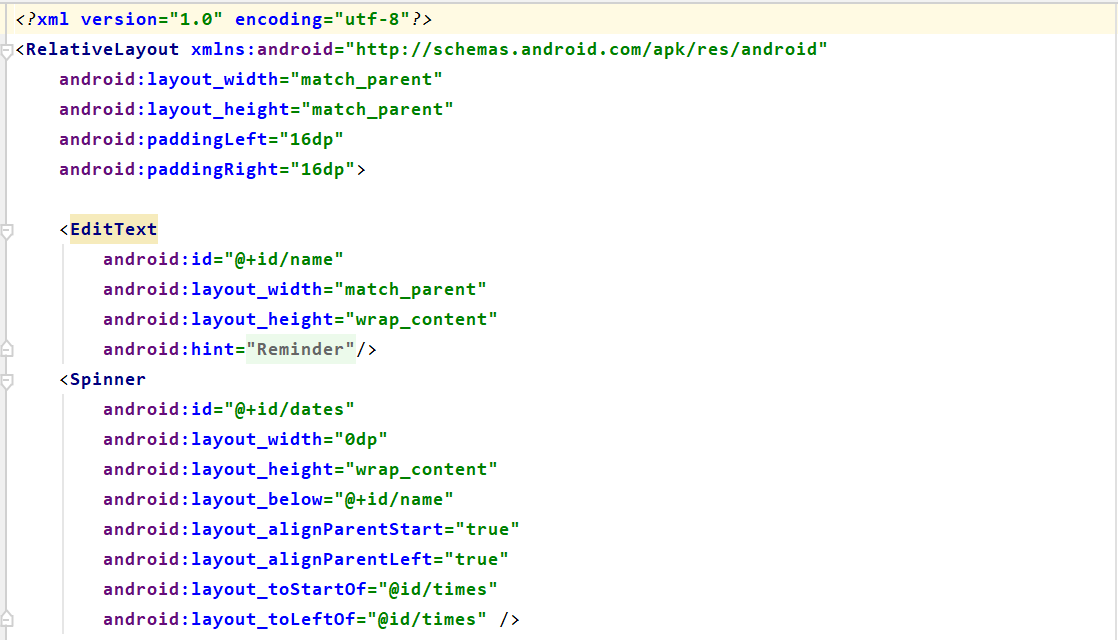 <?xml version="1.0" encoding="utf-8"?>
<RelativeLayout xmlns:android="http://schemas.android.com/apk/res/android"
    android:layout_width="match_parent"
    android:layout_height="match_parent"
    android:paddingLeft="16dp"
    android:paddingRight="16dp">

    <EditText
        android:id="@+id/name"
        android:layout_width="match_parent"
        android:layout_height="wrap_content"
        android:hint="Reminder"/>
    <Spinner
        android:id="@+id/dates"
        android:layout_width="0dp"
        android:layout_height="wrap_content"
        android:layout_below="@+id/name"
        android:layout_alignParentStart="true"
        android:layout_alignParentLeft="true"
        android:layout_toStartOf="@id/times"
        android:layout_toLeftOf="@id/times" />